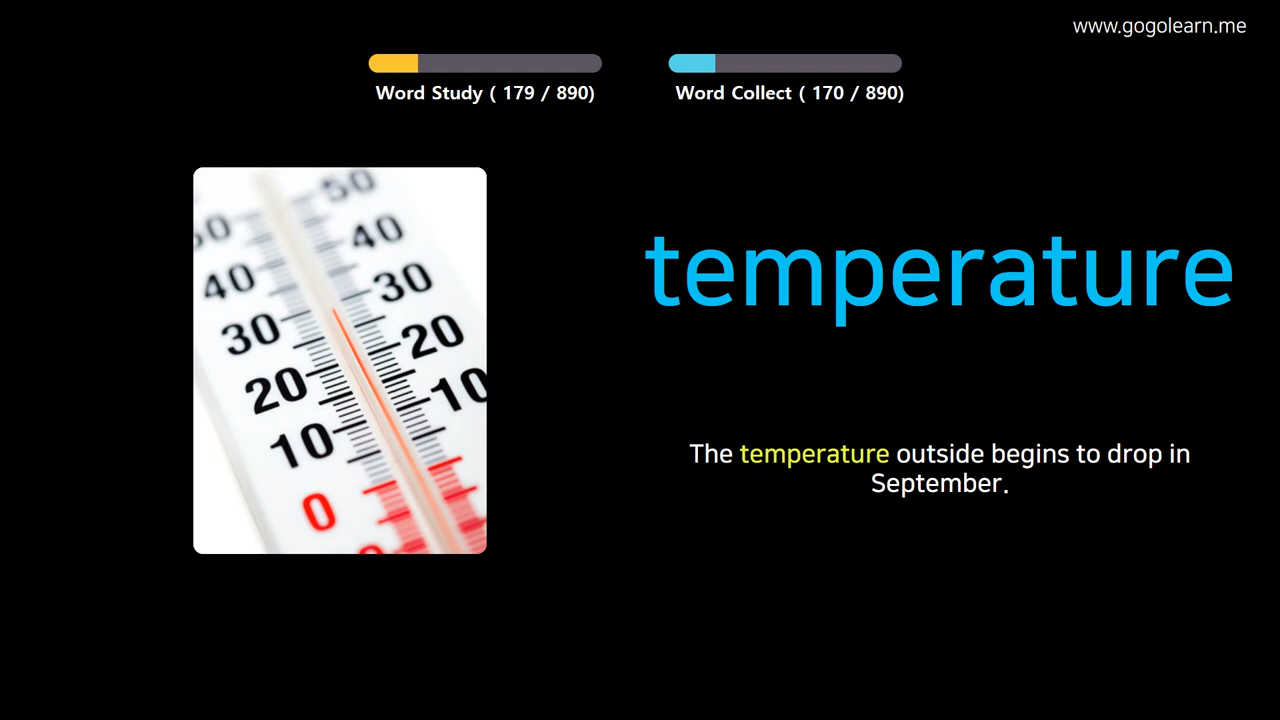 www.gogolearn.me
Word Study ( 179 / 890)
Word Collect ( 170 / 890)
50
50
40
40
30
30
20
20
10
10
0
temperature
The temperature outside begins to drop in
September.